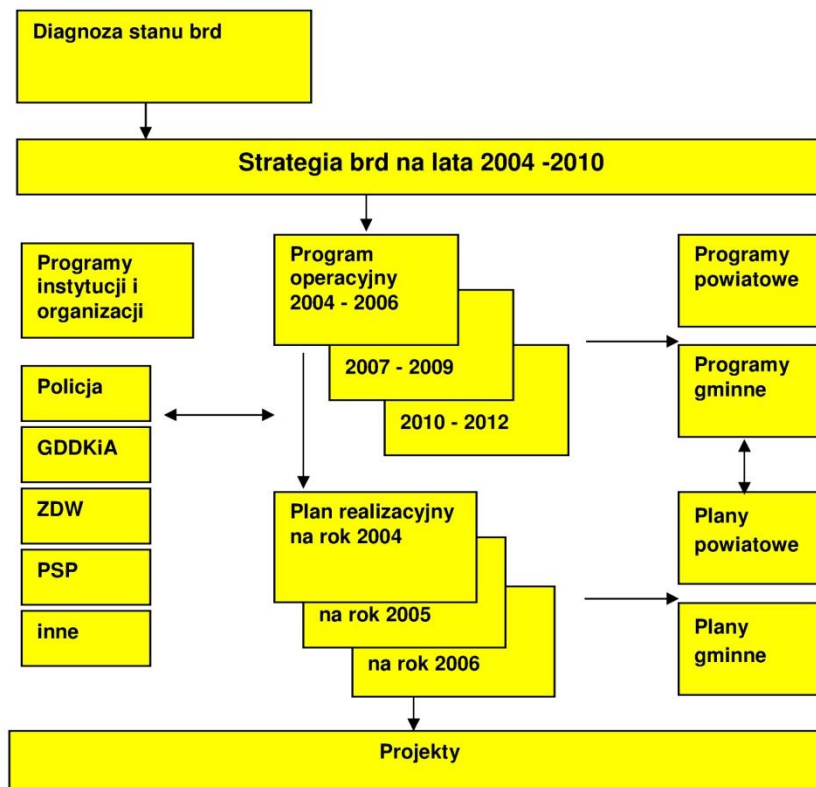 Diagnoza stanu brd
Strategia brd na lata 2004 -2010
Programy
instytucji i
organizacji
Policja
GDDKiA
ZDW
PSP
inne
Program
operacyjny
2004 - 2006
2007 - 2009
2010 - 2012
Plan realizacyjny
na rok 2004
na rok 2005
na rok 2006
Programy
powiatowe
Programy
gminne
Plany
powiatowe
Plany
gminne
Projekty